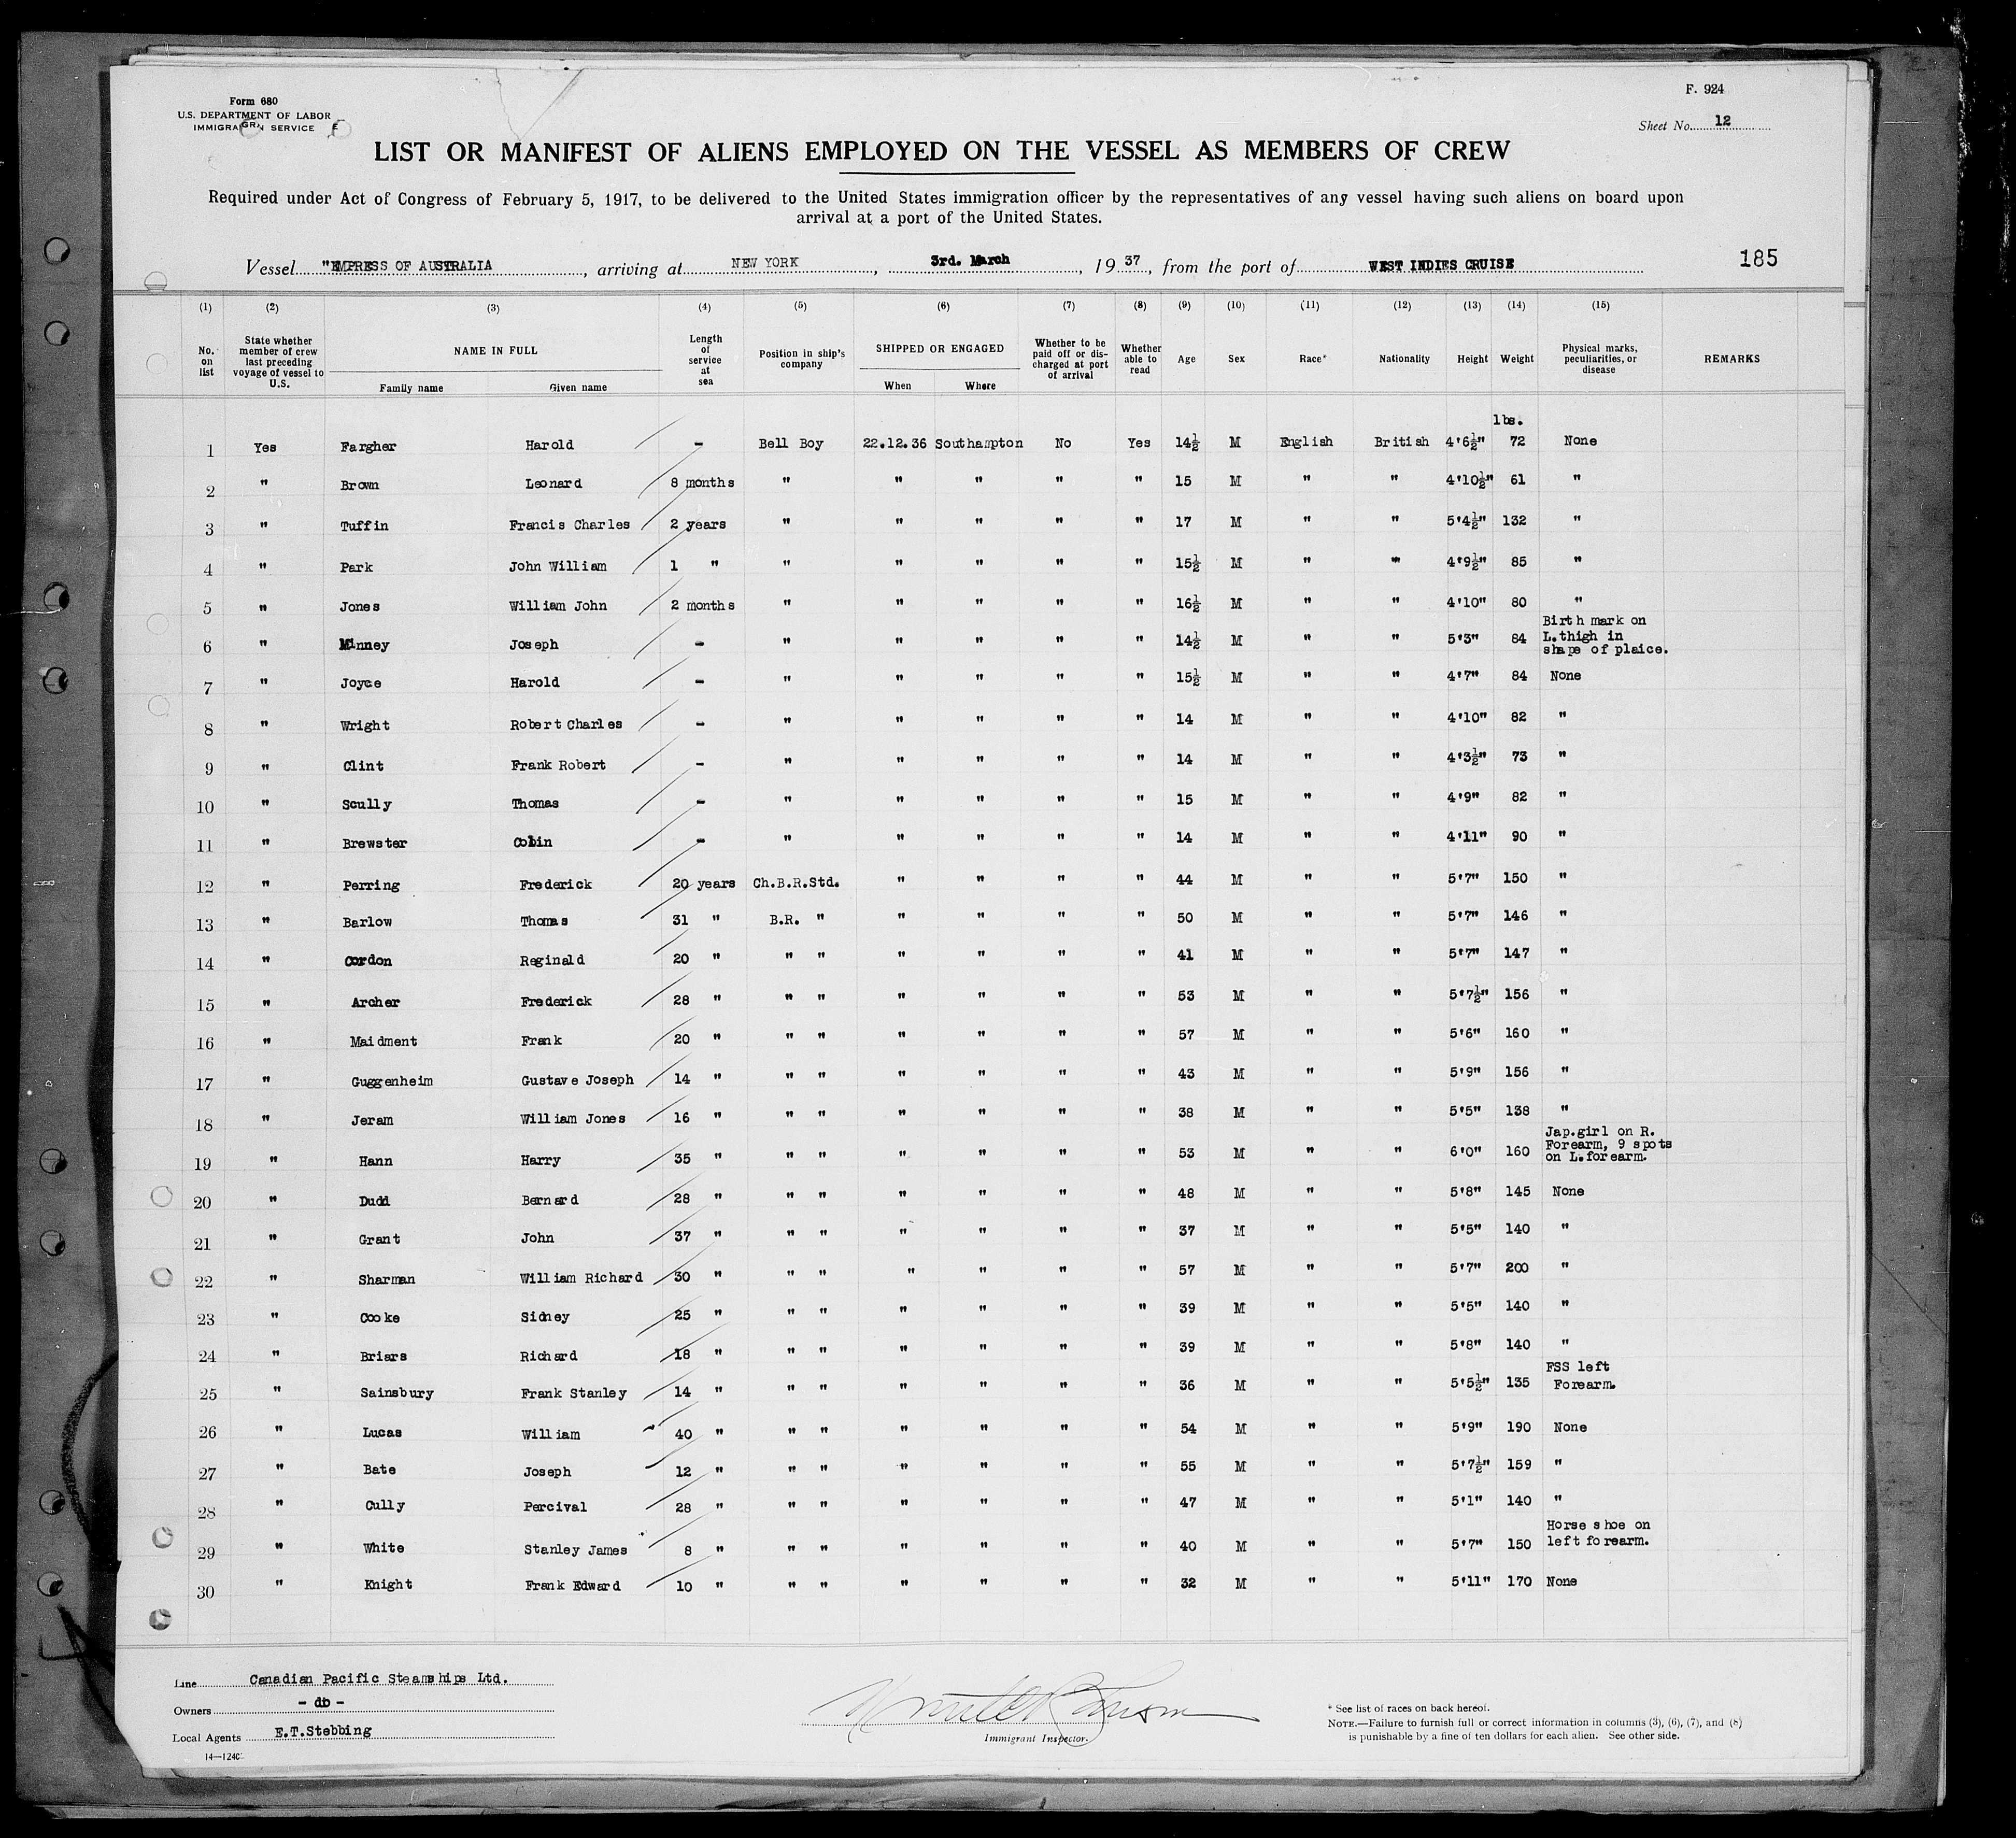 Form 680
U.S. DEPARTMENT OF LABOR
IMMIGRA SERVICE
F. 924
Sheet No. 12
LIST OR MANIFEST OF ALIENS EMPLOYED ON THE VESSEL AS MEMBERS OF CREW
Required under Act of Congress of February 5, 1917, to be delivered to the United States immigration officer by the representatives of any vessel having such aliens on board upon
arrival at a port of the United States.
Vessel "EMPRESS OF AUSTRALIA , arriving at NEW YORK , 3rd. March , 19 37 , from the port of WEST INDIES CRUISE 185
(1) (2) (3) (4) (5) (6) (7) (8) (9) (10) (11) (12) (13) (14) (15)
No. on list | State whether member of crew last preceding voyage of vessel to U.S. | NAME IN FULL Family name Given name | Length of service at sea | Position in ship's company | SHIPPED OR ENGAGED When Where | Whether to be paid off or discharged at port of arrival | Whether able to read | Age | Sex | Race* | Nationality | Height | Weight | Physical marks, peculiarities, or disease | REMARKS
lbs.
1 Yes Fargher Harold - Bell Boy 22.12.36 Southampton No Yes 14½ M English British 4'6½" 72 None
2 " Brown Leonard 8 months " " " " " 15 M " " 4'10½" 61 "
3 " Tuffin Francis Charles 2 years " " " " " 17 M " " 5'4½" 132 "
4 " Park John William 1 " " " " " " 15½ M " " 4'9½" 85 "
5 " Jones William John 2 months " " " " " 16½ M " " 4'10" 80 "
6 " Minney Joseph - " " " " " 14½ M " " 5'3" 84 Birth mark on L.thigh in shape of plaice.
7 " Joyce Harold - " " " " " 15½ M " " 4'7" 84 None
8 " Wright Robert Charles - " " " " " 14 M " " 4'10" 82 "
9 " Clint Frank Robert - " " " " " 14 M " " 4'3½" 73 "
10 " Scully Thomas - " " " " " 15 M " " 4'9" 82 "
11 " Brewster Colin - " " " " " 14 M " " 4'11" 90 "
12 " Perring Frederick 20 years Ch.B.R.Std. " " " " 44 M " " 5'7" 150 "
13 " Barlow Thomas 31 " B.R. " " " " " 50 M " " 5'7" 146 "
14 " Cordon Reginald 20 " " " " " " " 41 M " " 5'7" 147 "
15 " Archer Frederick 28 " " " " " " " 53 M " " 5'7½" 156 "
16 " Maidment Frank 20 " " " " " " " 57 M " " 5'6" 160 "
17 " Guggenheim Gustave Joseph 14 " " " " " " " 43 M " " 5'9" 156 "
18 " Jeram William Jones 16 " " " " " " " 38 M " " 5'5" 138 "
19 " Hann Harry 35 " " " " " " " 53 M " " 6'0" 160 Jap.girl on R. Forearm, 9 spots on L.forearm.
20 " Dudd Bernard 28 " " " " " " " 48 M " " 5'8" 145 None
21 " Grant John 37 " " " " " " " 37 M " " 5'5" 140 "
22 " Sharman William Richard 30 " " " " " " " 57 M " " 5'7" 200 "
23 " Cooke Sidney 25 " " " " " " " 39 M " " 5'5" 140 "
24 " Briars Richard 18 " " " " " " " 39 M " " 5'8" 140 "
25 " Sainsbury Frank Stanley 14 " " " " " " " 36 M " " 5'5½" 135 FSS left Forearm.
26 " Lucas William 40 " " " " " " " 54 M " " 5'9" 190 None
27 " Bate Joseph 12 " " " " " " " 55 M " " 5'7½" 159 "
28 " Cully Percival 28 " " " " " " " 47 M " " 5'1" 140 "
29 " White Stanley James 8 " " " " " " " 40 M " " 5'7" 150 Horse shoe on left forearm.
30 " Knight Frank Edward 10 " " " " " " " 32 M " " 5'11" 170 None
Line Canadian Pacific Steamships Ltd.
Owners - do -
Local Agents E.T.Stebbing
14—1240
Immigrant Inspector.
* See list of races on back hereof.
NOTE.—Failure to furnish full or correct information in columns (3), (6), (7), and (8)
is punishable by a fine of ten dollars for each alien. See other side.